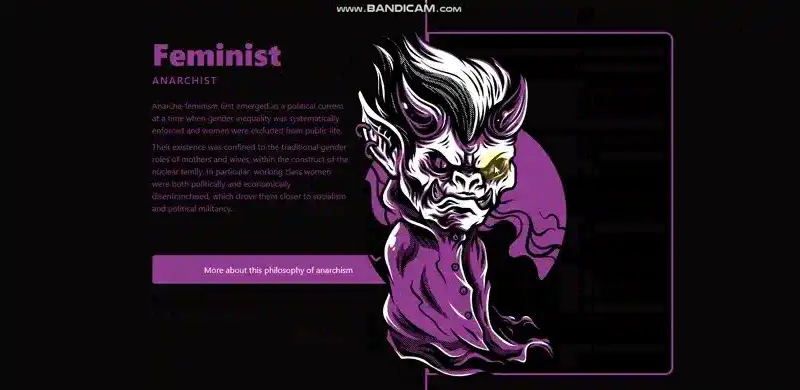 www.BANDICAM.com
Feminist
ANARCHIST
Anarcha-feminism first emerged as a political current
at a time when gender inequality was systematically
enforced and women were excluded from public life.
Their existence was confined to the traditional gender
roles of mothers and wives, within the construct of the
nuclear family. In particular, working class women
were both politically and economically
disenfranchised, which drove them closer to socialism
and political militancy.
More about this philosophy of anarchism